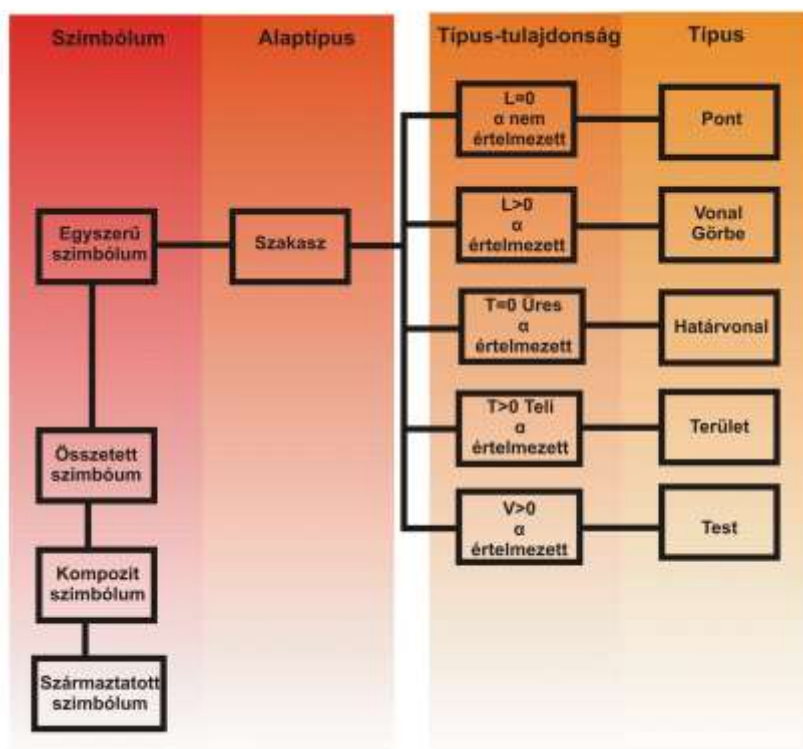 Szimbólum
Alaptípus
Típus-tulajdonság
Típus
Egyszerű
szimbólum
Összetett
szimbóum
Kompozit
szimbólum
Származtatott
szimbólum
Szakasz
L=0
α nem
értelmezett
Pont
L>0
α
értelmezett
Vonal
Görbe
T=0 Üres
α
értelmezett
Határvonal
T>0 Teli
α
értelmezett
Terület
V>0
α
értelmezett
Test